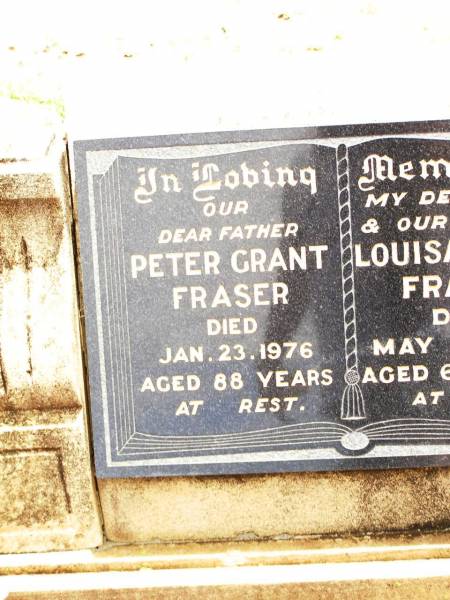 In Loving
OUR
DEAR FATHER
PETER GRANT
FRASER
DIED
JAN. 23. 1976
AGED 88 YEARS
AT REST.
Mem
MY DE
& OUR
LOUISA
FRA
D
MAY
AGED 6
AT